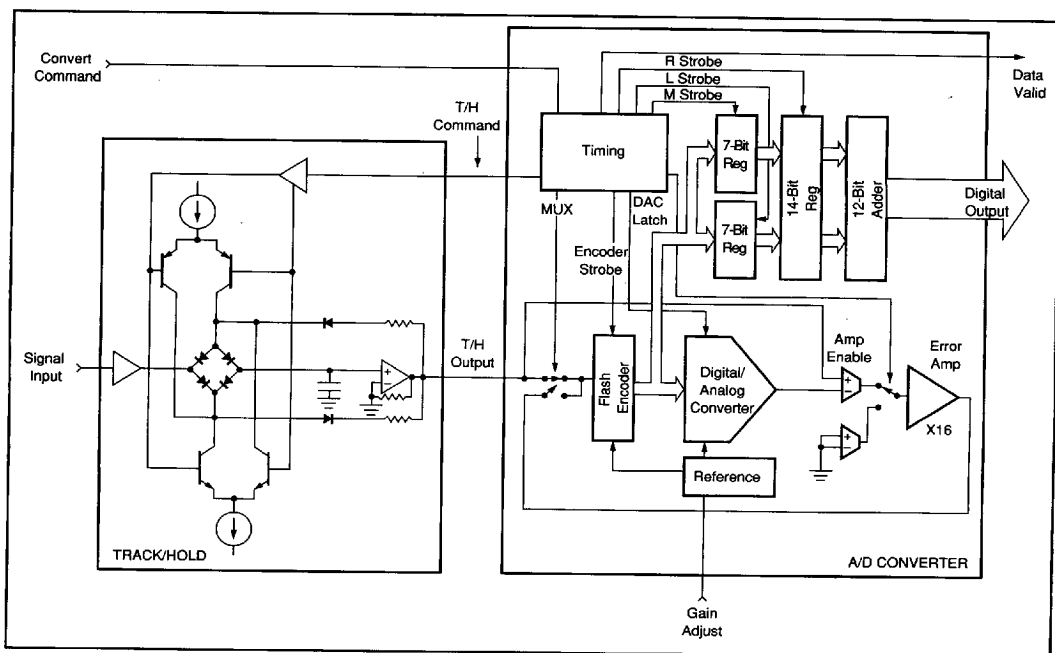 Convert
Command
R Strobe
L Strobe
M Strobe
Data
Valid
T/H
Command
Timing
7-Bit
Reg
14-Bit
Reg
12-Bit
Adder
Digital
Output
MUX
DAC
Latch
7-Bit
Reg
Encoder
Strobe
Signal
Input
+
−
T/H
Output
Flash
Encoder
Digital/
Analog
Converter
Amp
Enable
+
−
Error
Amp
X16
+
−
Reference
TRACK/HOLD
A/D CONVERTER
Gain
Adjust